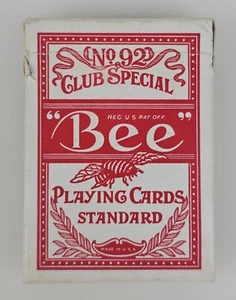 No. 92
CLUB SPECIAL
REG. U.S. PAT. OFF.
"Bee"
PLAYING CARDS
STANDARD
MADE IN U.S.A.